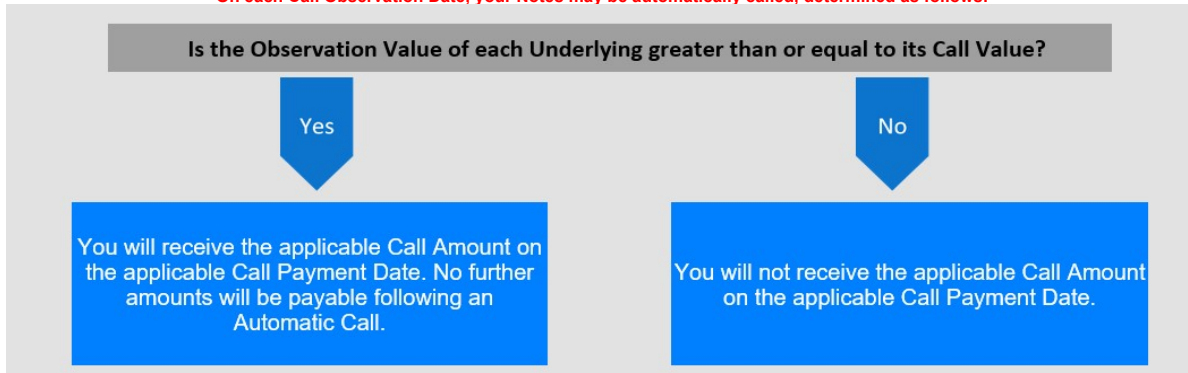 On each Call Observation Date, your Notes may be automatically called, determined as follows:
Is the Observation Value of each Underlying greater than or equal to its Call Value?
Yes
No
You will receive the applicable Call Amount on
the applicable Call Payment Date. No further
amounts will be payable following an
Automatic Call.
You will not receive the applicable Call Amount
on the applicable Call Payment Date.